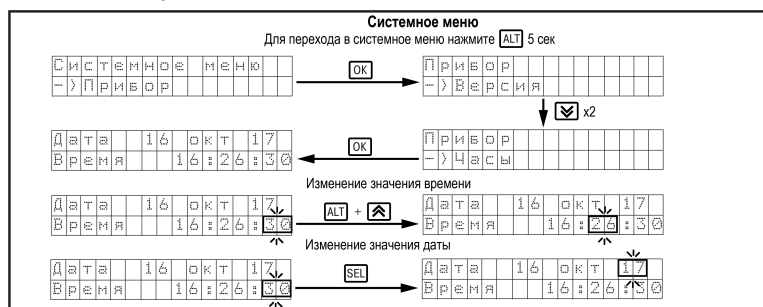 Системное меню
Для перехода в системное меню нажмите ALT 5 сек
Системное меню
->Прибор
OK
Прибор
->Версия
x2
Дата 16 окт 17
Время 16:26:30
OK
Прибор
->Часы
Изменение значения времени
Дата 16 окт 17
Время 16:26:30
ALT +
Дата 16 окт 17
Время 16:26:30
Изменение значения даты
Дата 16 окт 17
Время 16:26:30
SEL
Дата 16 окт 17
Время 16:26:30